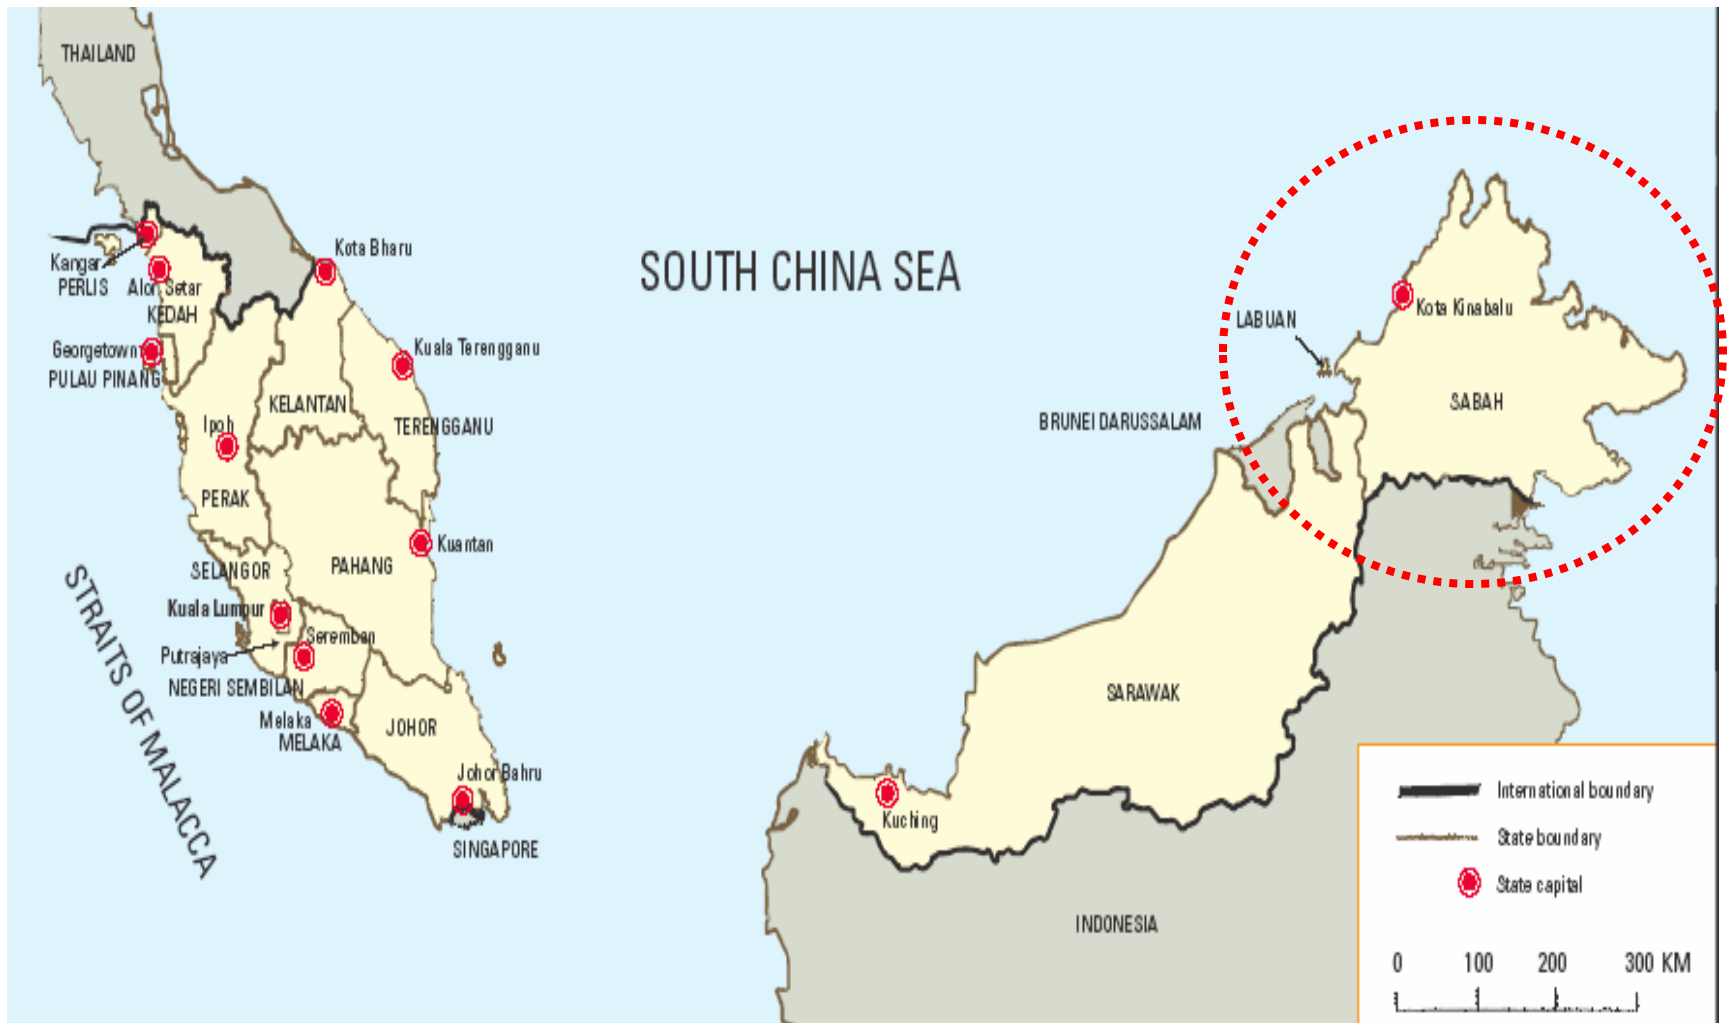 THAILAND
Kota Bharu
SOUTH CHINA SEA
Kangar
PERLIS
Alor Setar
KEDAH
Kota Kinabalu
LABUAN
Georgetown
PULAU PINANG
Kuala Terengganu
KELANTAN
SABAH
Ipoh
TERENGGANU
BRUNEI DARUSSALAM
PERAK
Kuantan
PAHANG
SELANGOR
Kuala Lumpur
Seremban
Putrajaya
NEGERI SEMBILAN
SARAWAK
Melaka
MELAKA
JOHOR
STRAITS OF MALACCA
Johor Bahru
SINGAPORE
Kuching
INDONESIA
International boundary
State boundary
State capital
0 100 200 300 KM